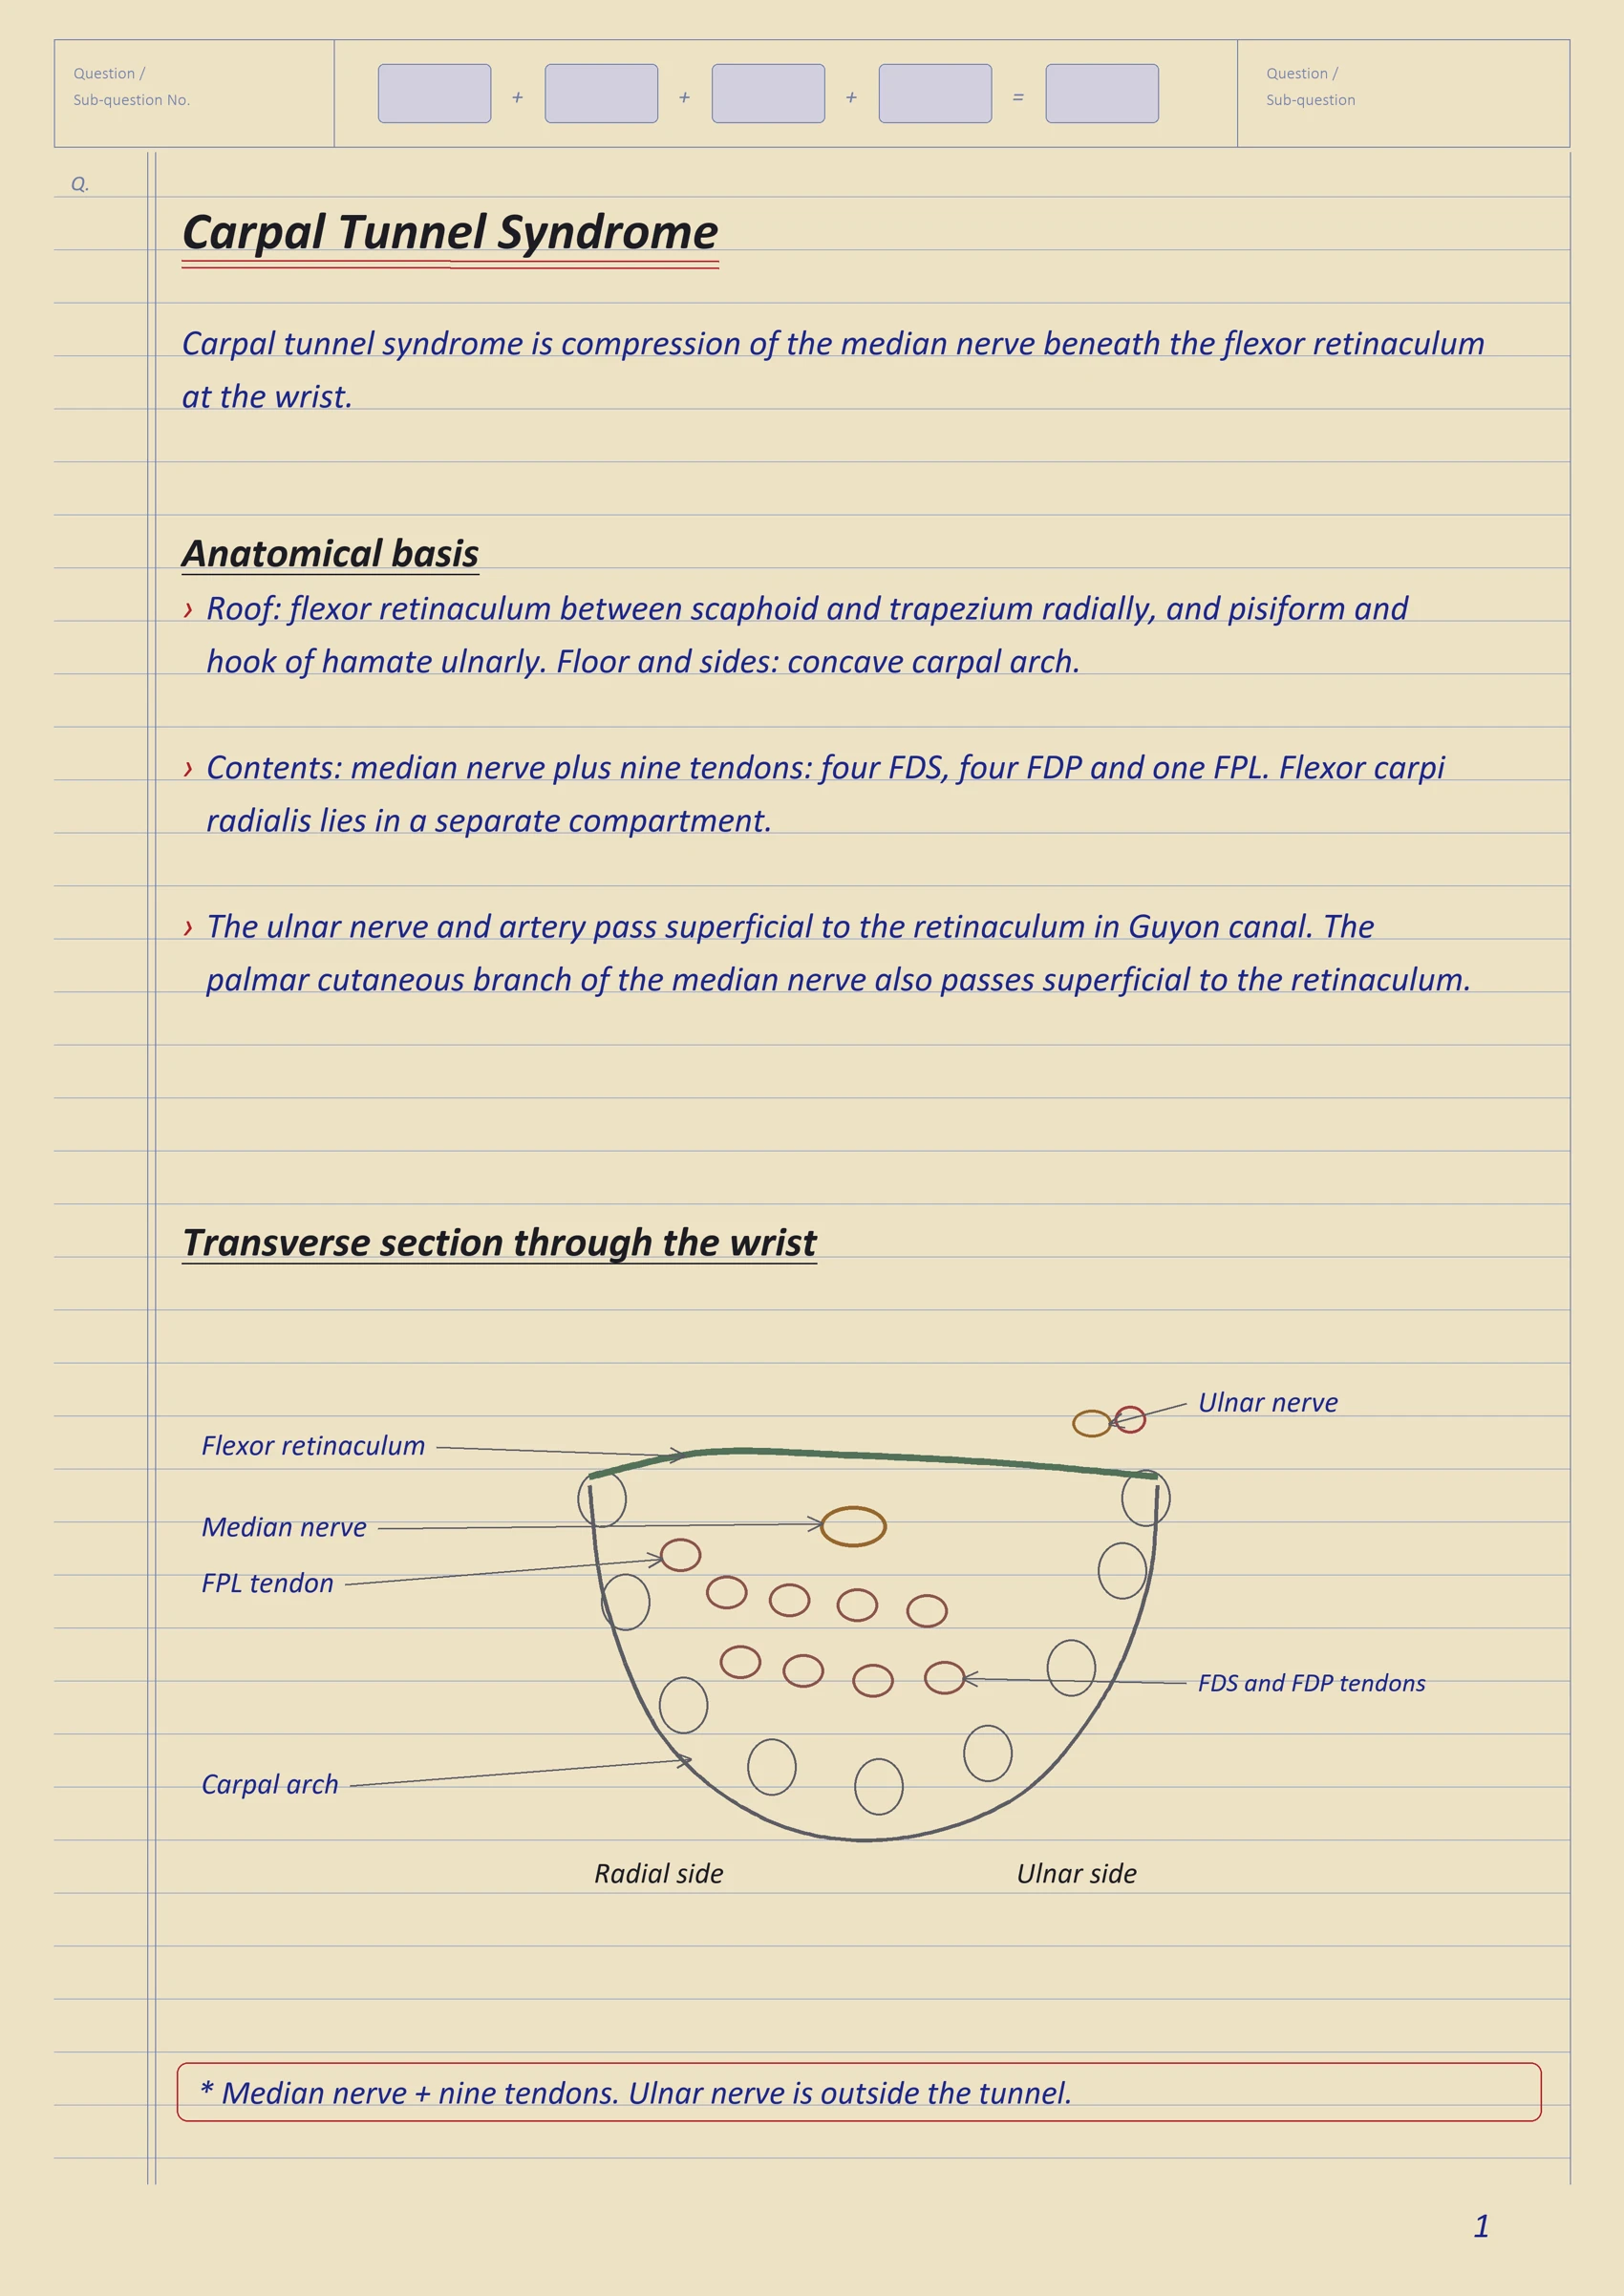 Question /
Sub-question No.
+ + + =
Question /
Sub-question
Q.
Carpal Tunnel Syndrome
Carpal tunnel syndrome is compression of the median nerve beneath the flexor retinaculum
at the wrist.
Anatomical basis
› Roof: flexor retinaculum between scaphoid and trapezium radially, and pisiform and
hook of hamate ulnarly. Floor and sides: concave carpal arch.
› Contents: median nerve plus nine tendons: four FDS, four FDP and one FPL. Flexor carpi
radialis lies in a separate compartment.
› The ulnar nerve and artery pass superficial to the retinaculum in Guyon canal. The
palmar cutaneous branch of the median nerve also passes superficial to the retinaculum.
Transverse section through the wrist
Ulnar nerve
Flexor retinaculum
Median nerve
FPL tendon
FDS and FDP tendons
Carpal arch
Radial side
Ulnar side
* Median nerve + nine tendons. Ulnar nerve is outside the tunnel.
1